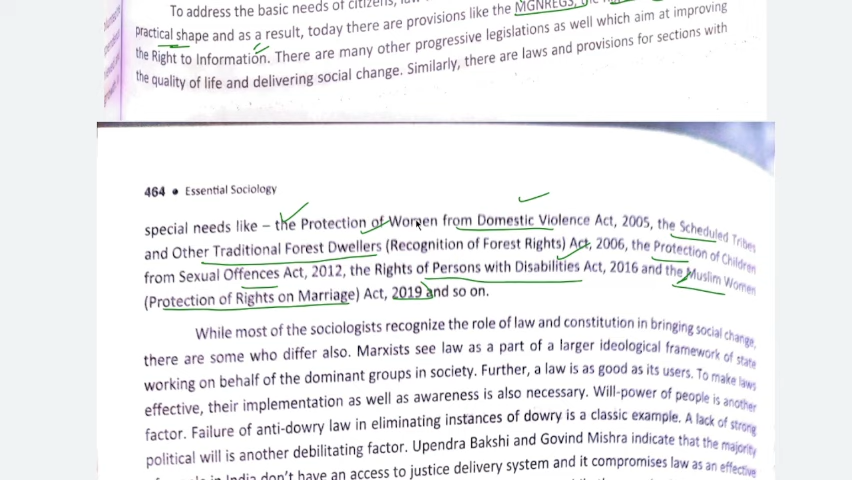 To address the basic needs of citizens,
practical shape and as a result, today there are provisions like the MGNREGS,
the Right to Information. There are many other progressive legislations as well which aim at improving
the quality of life and delivering social change. Similarly, there are laws and provisions for sections with
464 • Essential Sociology
special needs like – the Protection of Women from Domestic Violence Act, 2005, the Scheduled Tribes
and Other Traditional Forest Dwellers (Recognition of Forest Rights) Act, 2006, the Protection of Children
from Sexual Offences Act, 2012, the Rights of Persons with Disabilities Act, 2016 and the Muslim Women
(Protection of Rights on Marriage) Act, 2019 and so on.
While most of the sociologists recognize the role of law and constitution in bringing social change,
there are some who differ also. Marxists see law as a part of a larger ideological framework of state
working on behalf of the dominant groups in society. Further, a law is as good as its users. To make laws
effective, their implementation as well as awareness is also necessary. Will-power of people is another
factor. Failure of anti-dowry law in eliminating instances of dowry is a classic example. A lack of strong
political will is another debilitating factor. Upendra Bakshi and Govind Mishra indicate that the majority
in India don't have an access to justice delivery system and it compromises law as an effective